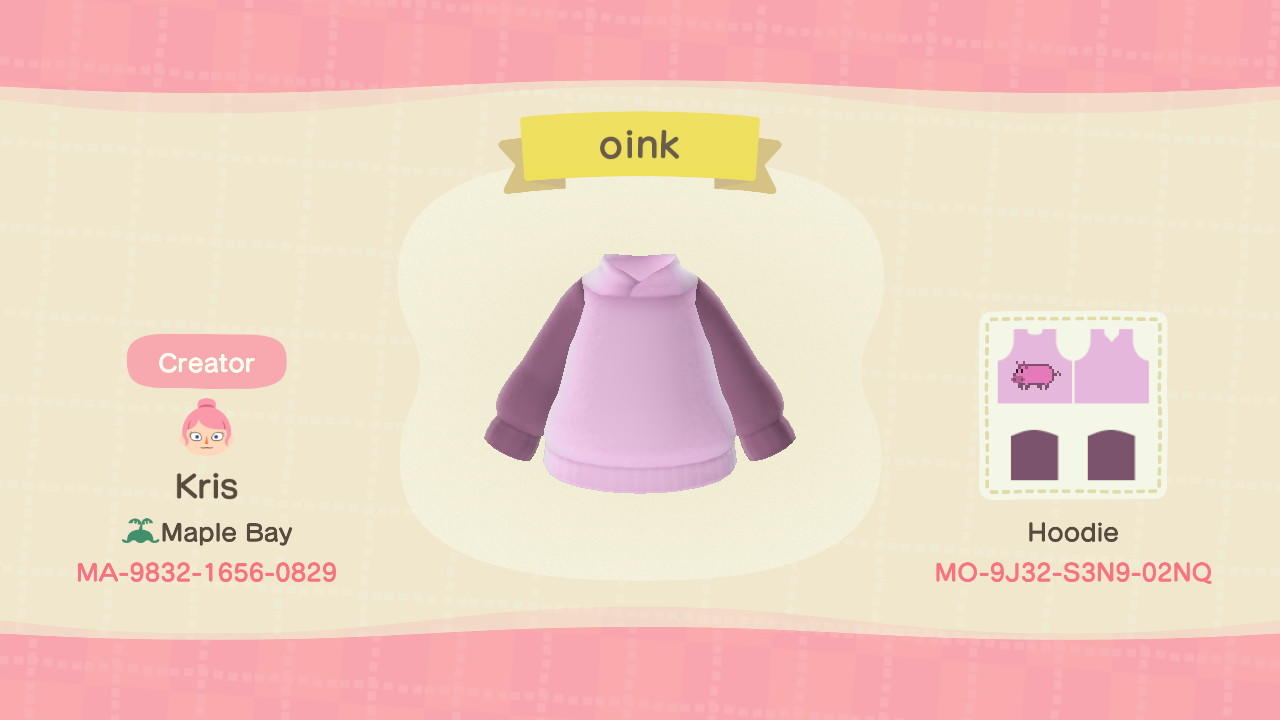 oink
Creator
Kris
Maple Bay
MA-9832-1656-0829
Hoodie
MO-9J32-S3N9-02NQ